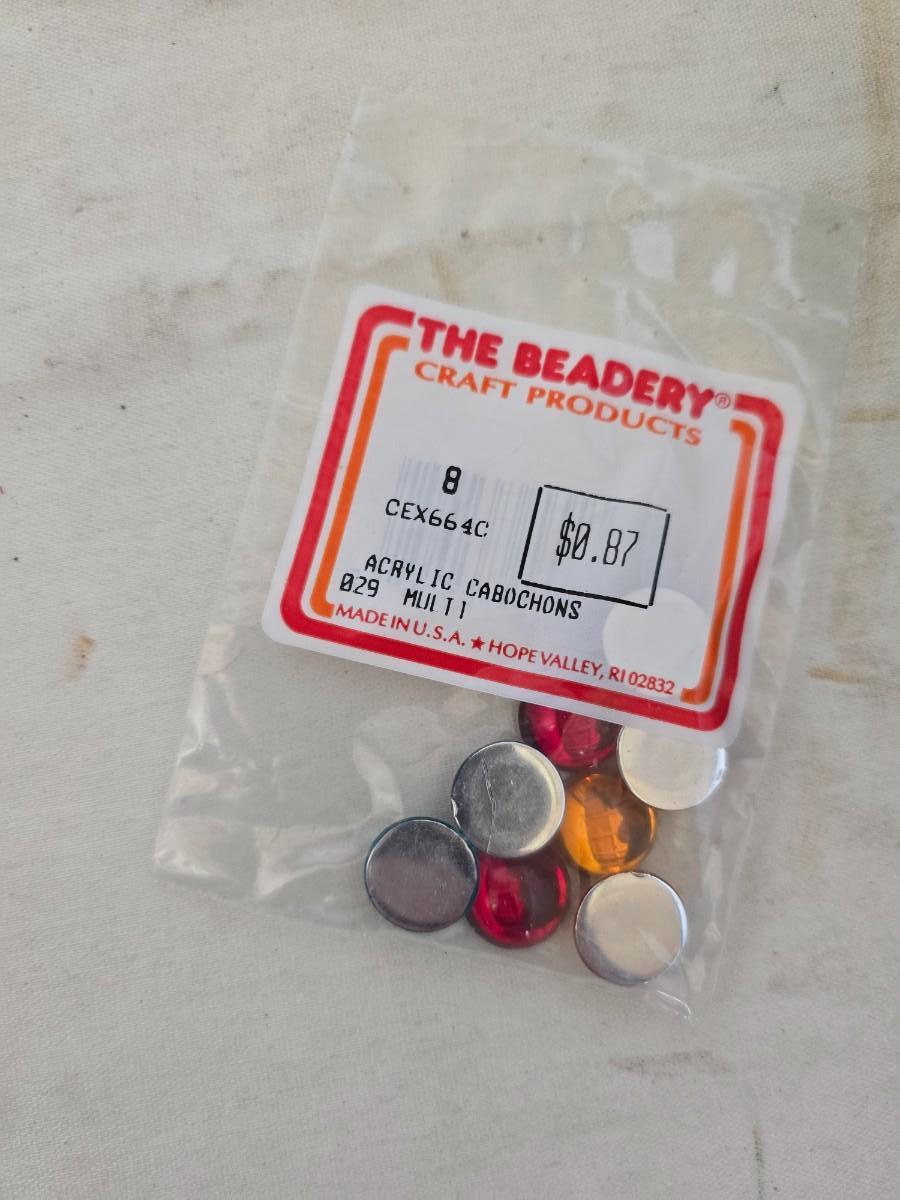 THE BEADERY®
CRAFT PRODUCTS
8
CEX664C
$0.87
ACRYLIC CABOCHONS
029 MULTI
MADE IN U.S.A. ★ HOPE VALLEY, RI 02832